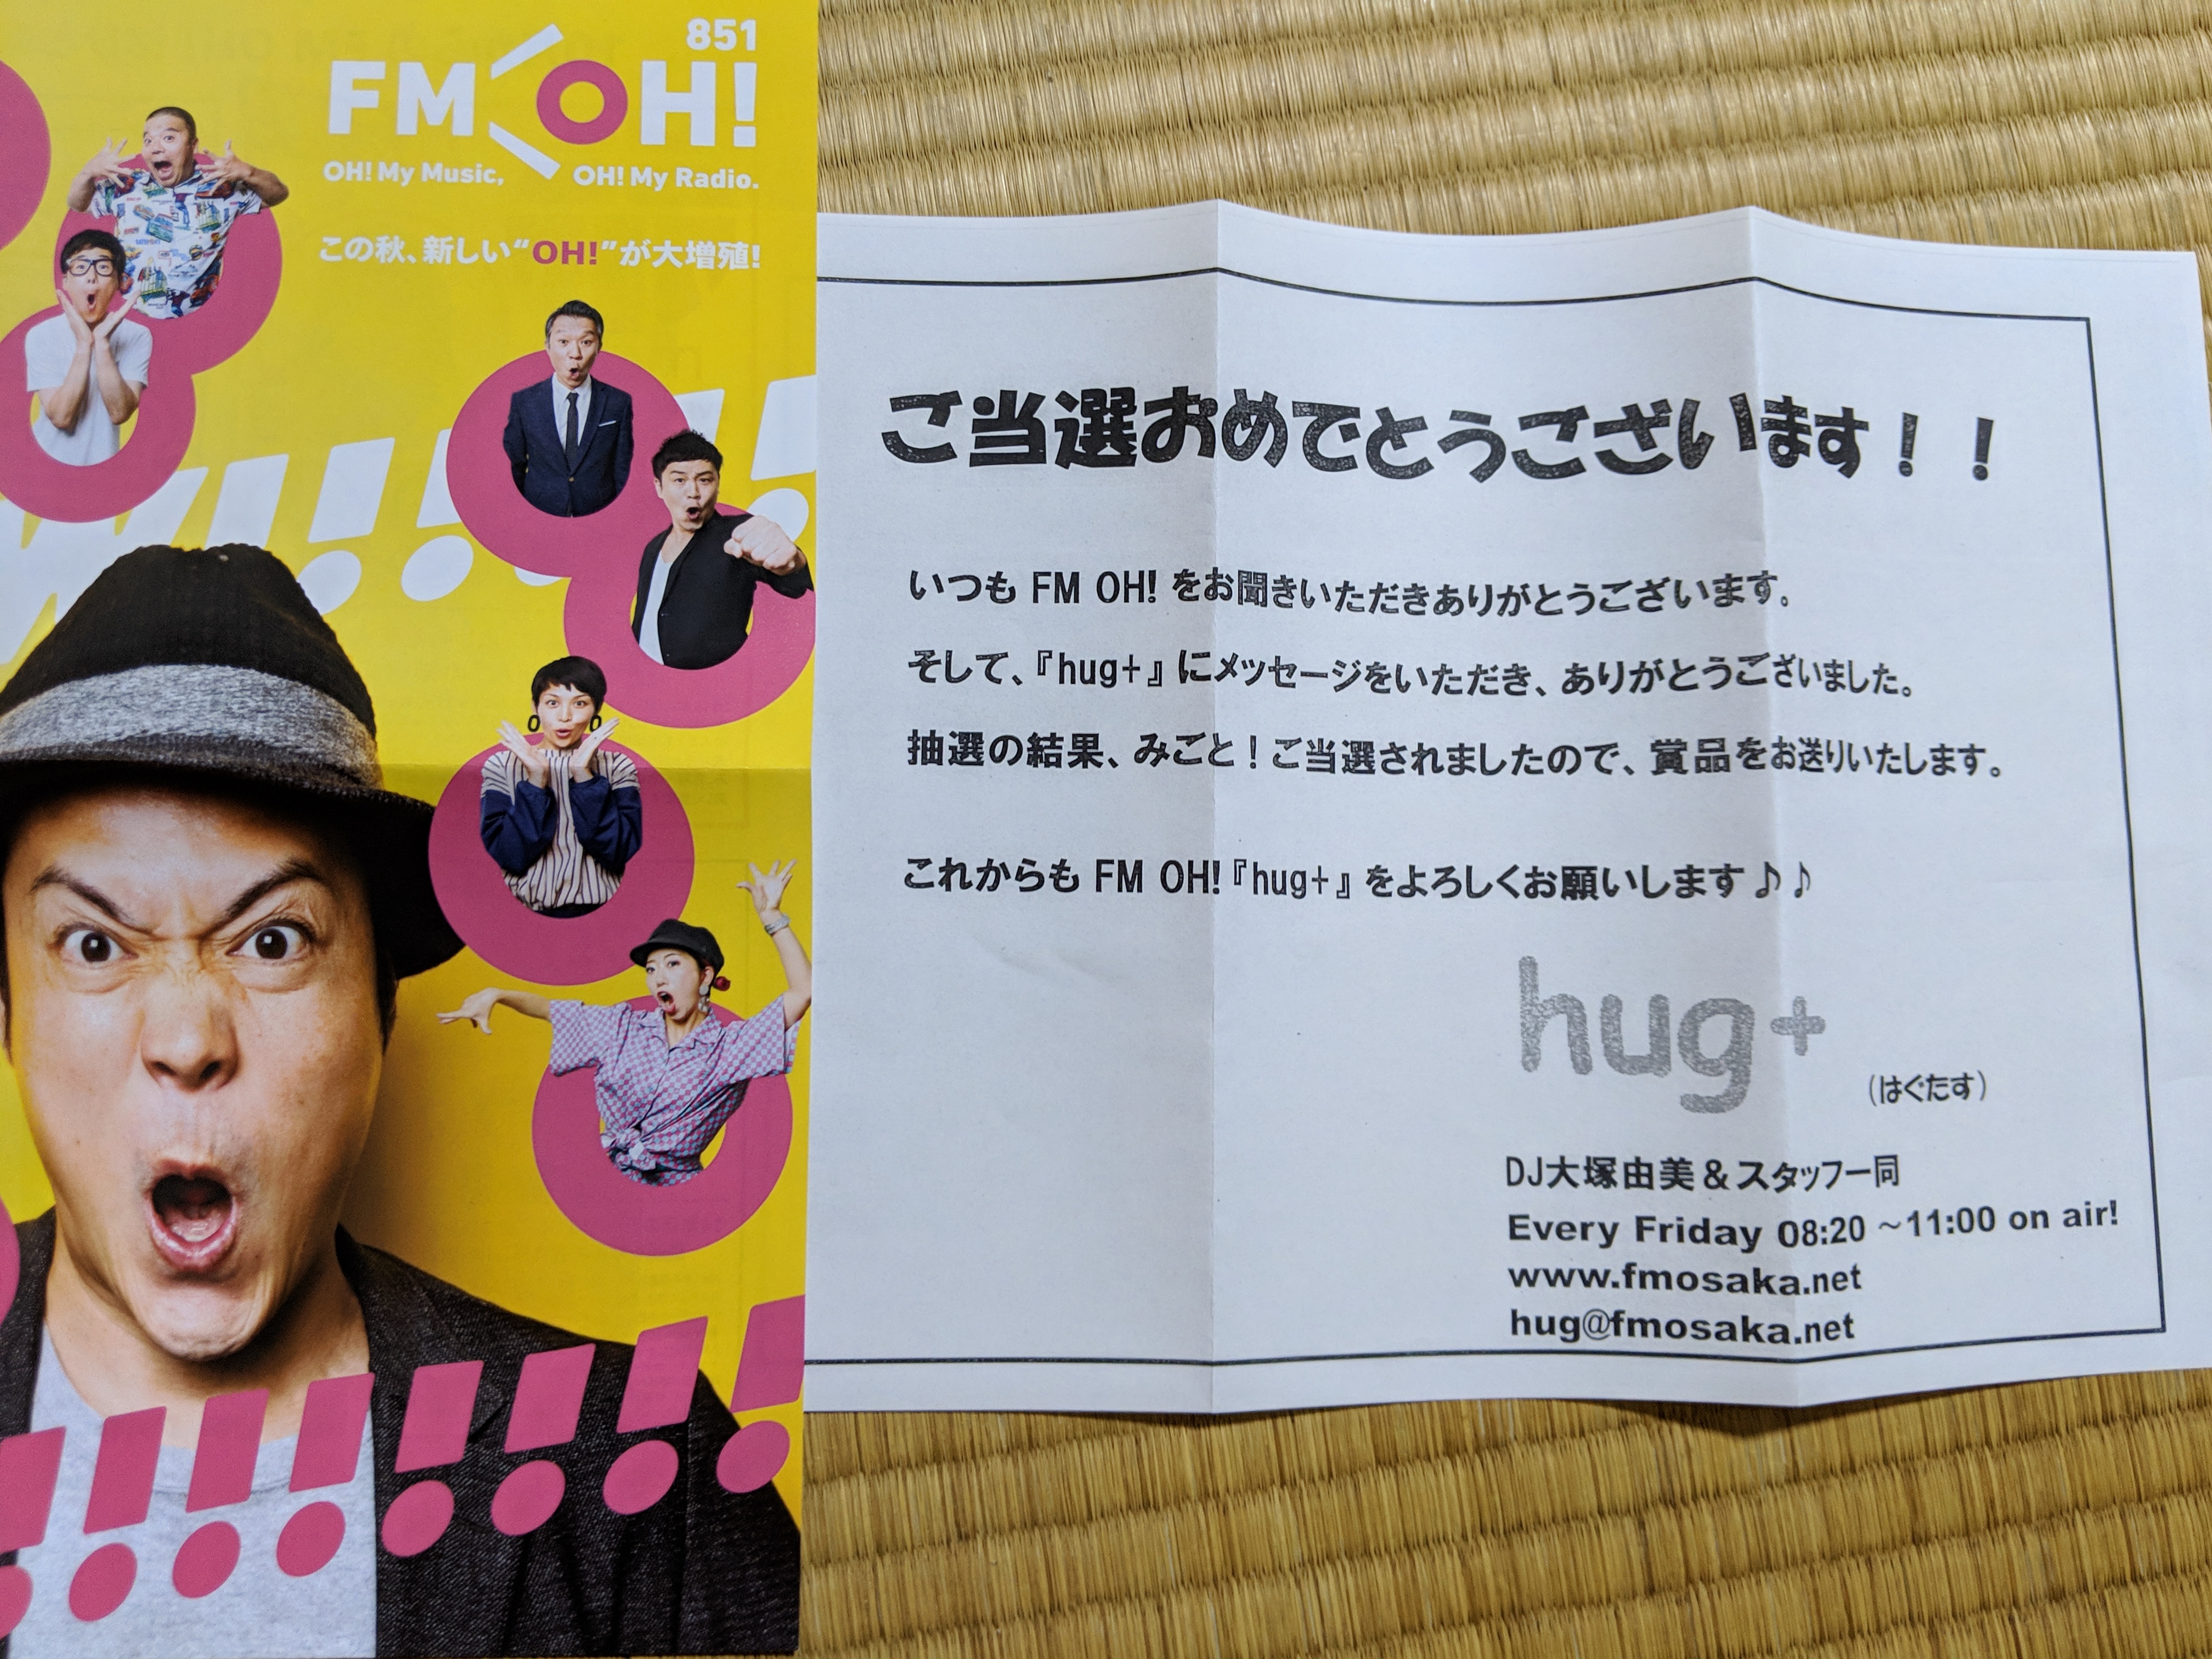 851
FM OH!
OH! My Music, OH! My Radio.
この秋、新しい“OH!”が大増殖!
ご当選おめでとうございます！！
いつも FM OH! をお聞きいただきありがとうございます。
そして、『hug+』にメッセージをいただき、ありがとうございました。
抽選の結果、みごと！ご当選されましたので、賞品をお送りいたします。
これからも FM OH!『hug+』をよろしくお願いします♪♪
hug+
（はぐたす）
DJ大塚由美＆スタッフ一同
Every Friday 08:20 ～11:00 on air!
www.fmosaka.net
hug@fmosaka.net